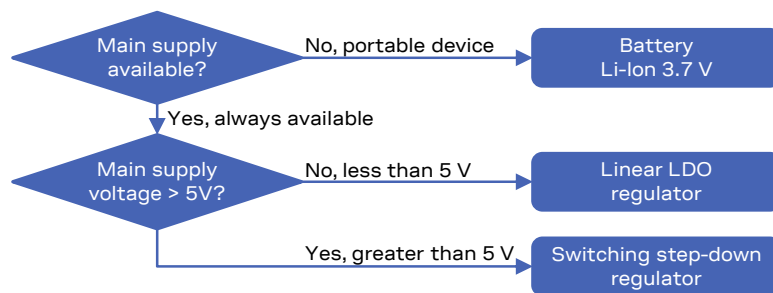 Main supply
available?
No, portable device
Battery
Li-Ion 3.7 V
Yes, always available
Main supply
voltage > 5V?
No, less than 5 V
Linear LDO
regulator
Yes, greater than 5 V
Switching step-down
regulator